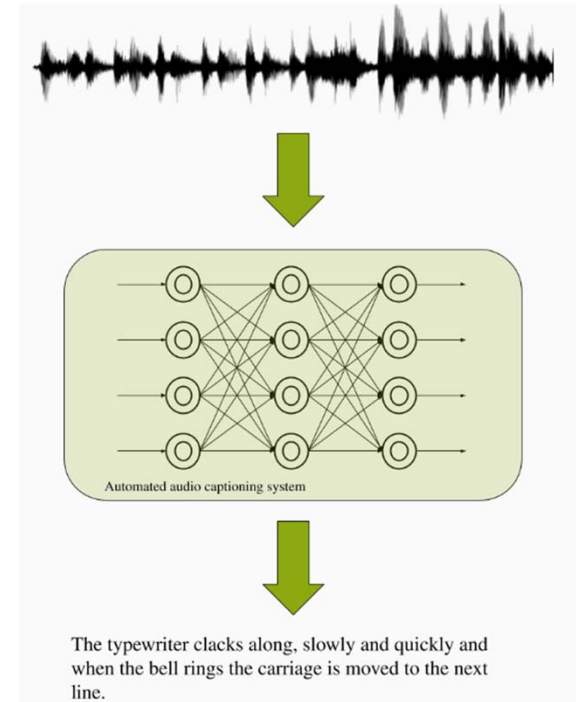 Automated audio captioning system
The typewriter clacks along, slowly and quickly and
when the bell rings the carriage is moved to the next
line.